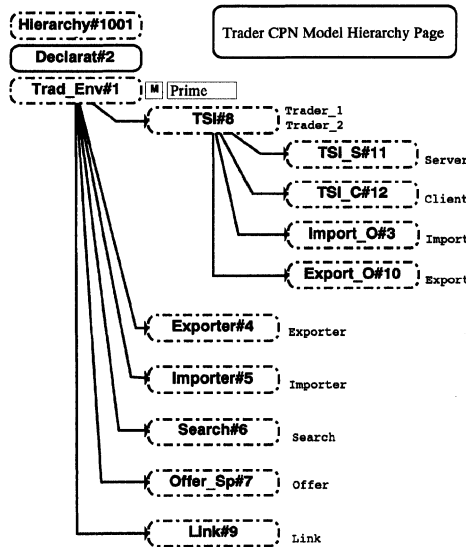 Hierarchy#1001
Trader CPN Model Hierarchy Page
Declarat#2
Trad_Env#1 M Prime
TSI#8 Trader_1
Trader_2
TSI_S#11 Server
TSI_C#12 Client
Import_O#3 Import
Export_O#10 Export
Exporter#4 Exporter
Importer#5 Importer
Search#6 Search
Offer_Sp#7 Offer
Link#9 Link